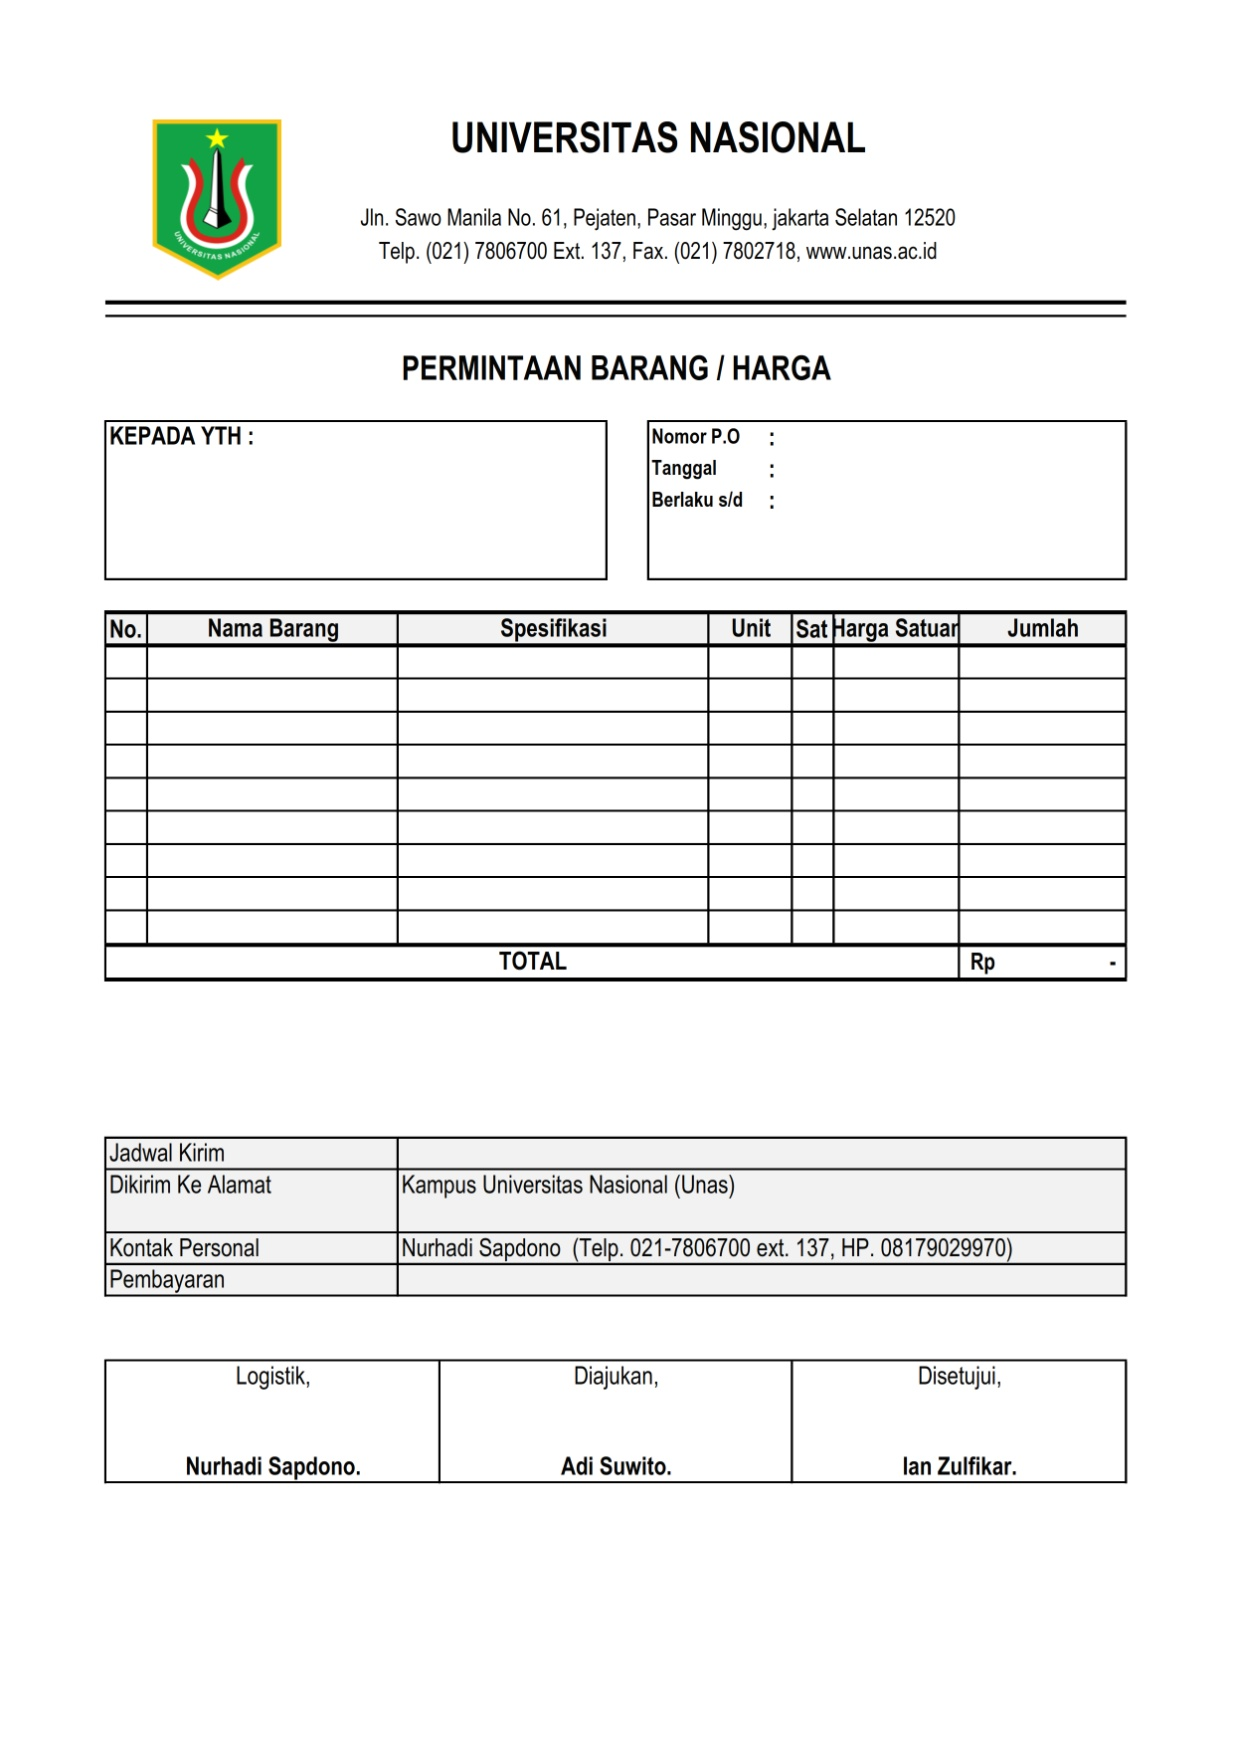 UNIVERSITAS NASIONAL
Jln. Sawo Manila No. 61, Pejaten, Pasar Minggu, jakarta Selatan 12520
Telp. (021) 7806700 Ext. 137, Fax. (021) 7802718, www.unas.ac.id
UNIVERSITAS NASIONAL
PERMINTAAN BARANG / HARGA
KEPADA YTH :
Nomor P.O :
Tanggal :
Berlaku s/d :
No. Nama Barang Spesifikasi Unit Sat Harga Satuan Jumlah
TOTAL Rp -
Jadwal Kirim
Dikirim Ke Alamat Kampus Universitas Nasional (Unas)
Kontak Personal Nurhadi Sapdono (Telp. 021-7806700 ext. 137, HP. 08179029970)
Pembayaran
Logistik, Diajukan, Disetujui,
Nurhadi Sapdono. Adi Suwito. Ian Zulfikar.